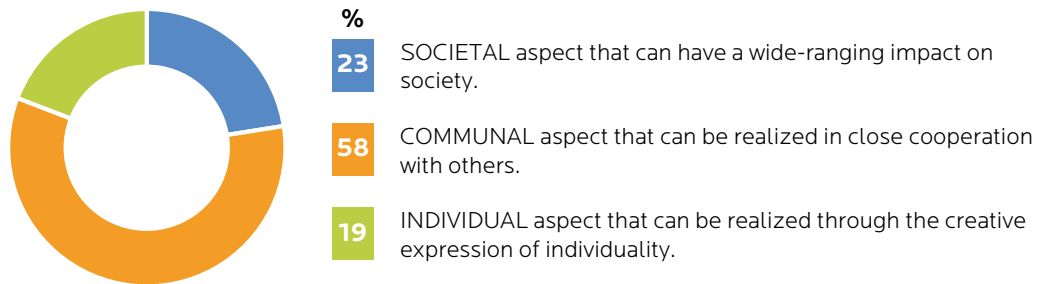 %
23
SOCIETAL aspect that can have a wide-ranging impact on
society.
58
COMMUNAL aspect that can be realized in close cooperation
with others.
19
INDIVIDUAL aspect that can be realized through the creative
expression of individuality.